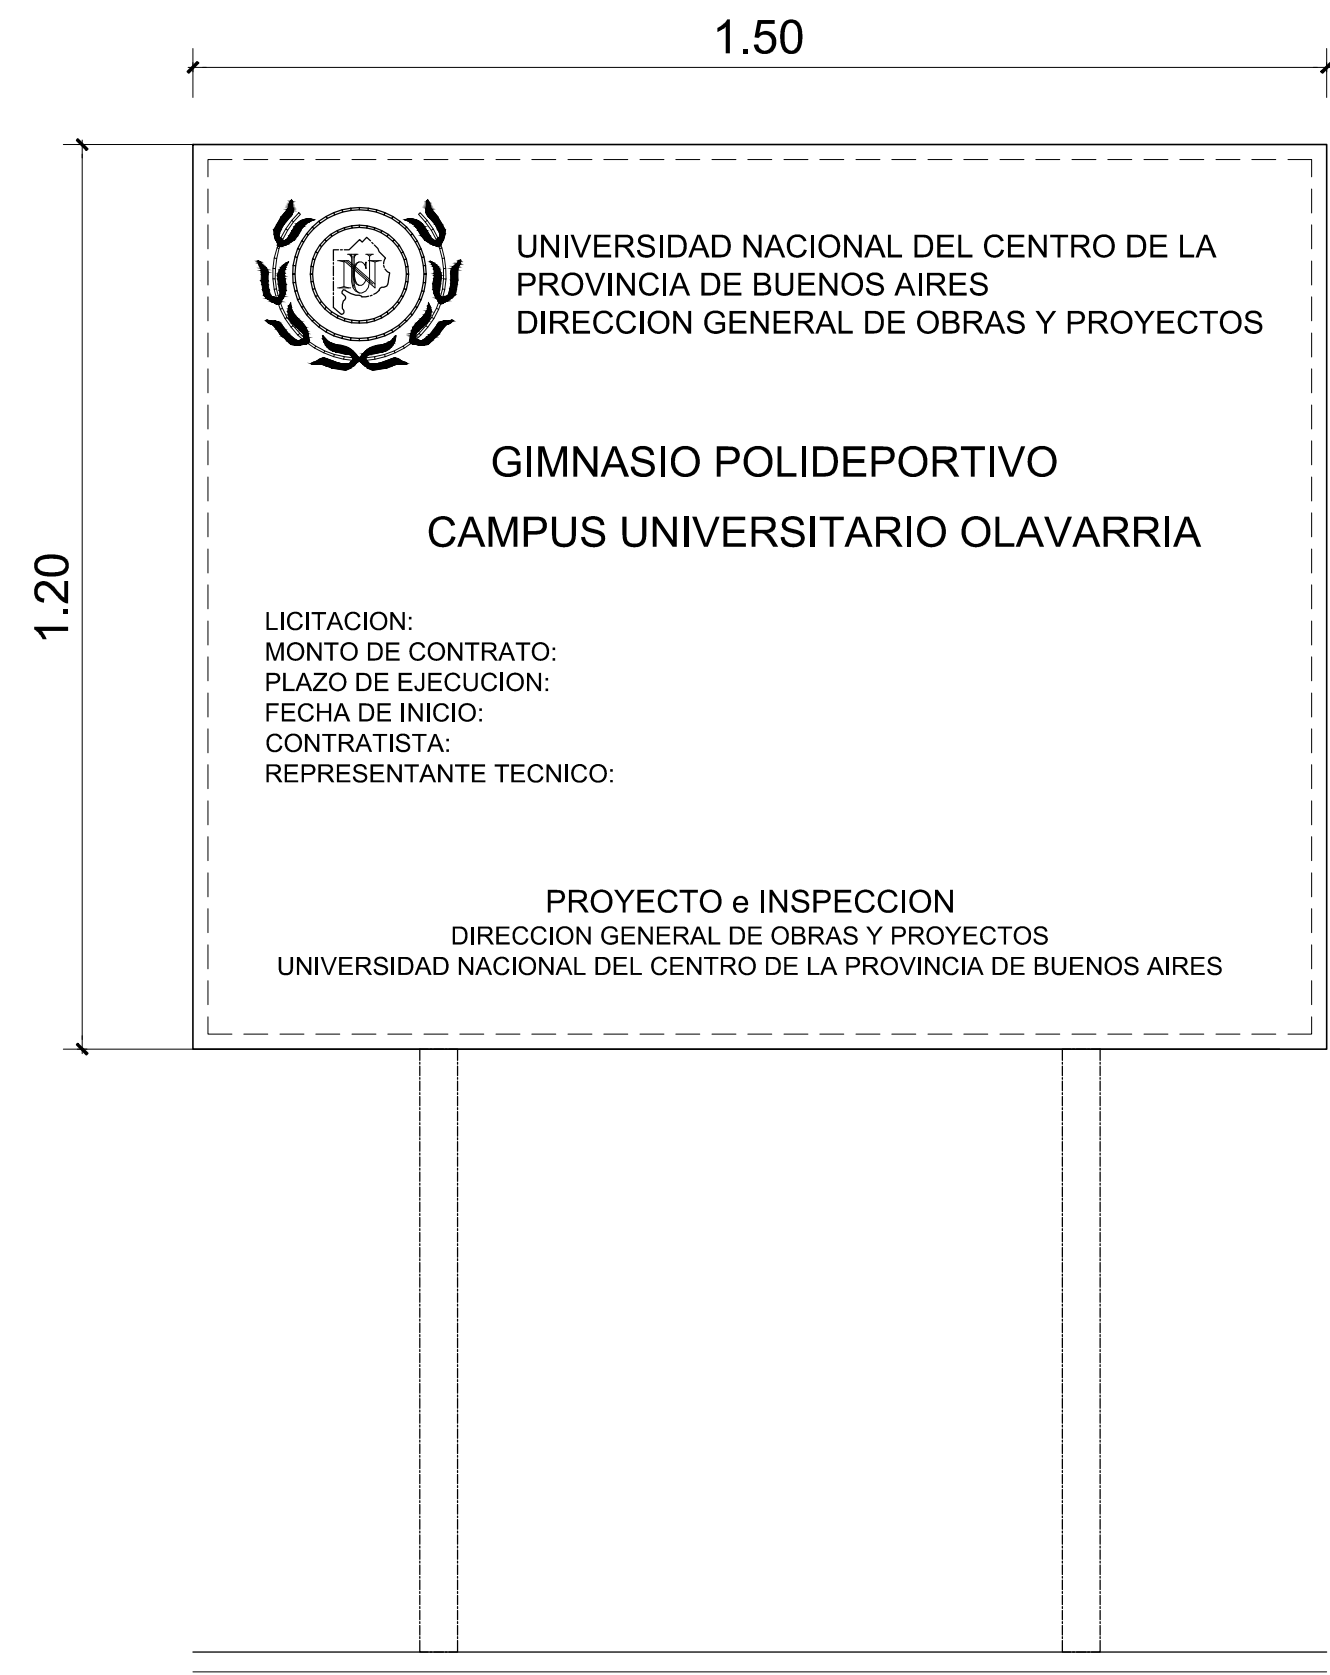 1.50
1.20
UNC
UNIVERSIDAD NACIONAL DEL CENTRO DE LA
PROVINCIA DE BUENOS AIRES
DIRECCION GENERAL DE OBRAS Y PROYECTOS
GIMNASIO POLIDEPORTIVO
CAMPUS UNIVERSITARIO OLAVARRIA
LICITACION:
MONTO DE CONTRATO:
PLAZO DE EJECUCION:
FECHA DE INICIO:
CONTRATISTA:
REPRESENTANTE TECNICO:
PROYECTO e INSPECCION
DIRECCION GENERAL DE OBRAS Y PROYECTOS
UNIVERSIDAD NACIONAL DEL CENTRO DE LA PROVINCIA DE BUENOS AIRES